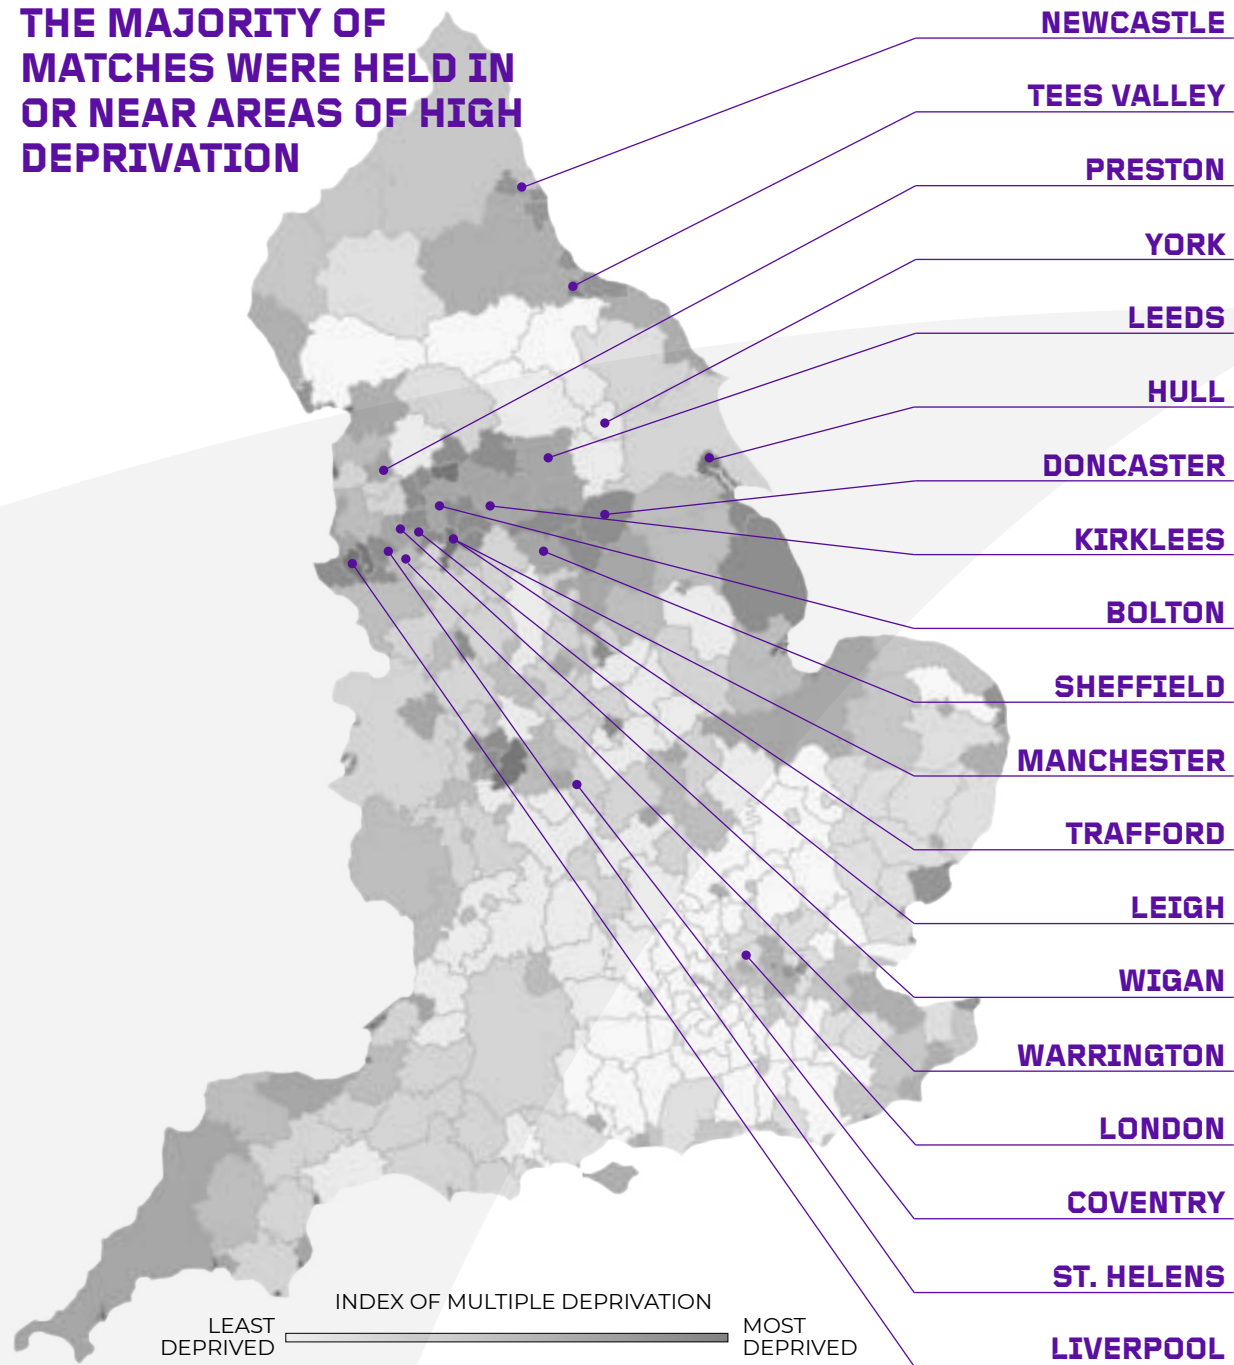 THE MAJORITY OF
MATCHES WERE HELD IN
OR NEAR AREAS OF HIGH
DEPRIVATION
NEWCASTLE
TEES VALLEY
PRESTON
YORK
LEEDS
HULL
DONCASTER
KIRKLEES
BOLTON
SHEFFIELD
MANCHESTER
TRAFFORD
LEIGH
WIGAN
WARRINGTON
LONDON
COVENTRY
ST. HELENS
LIVERPOOL
INDEX OF MULTIPLE DEPRIVATION
LEAST
DEPRIVED
MOST
DEPRIVED